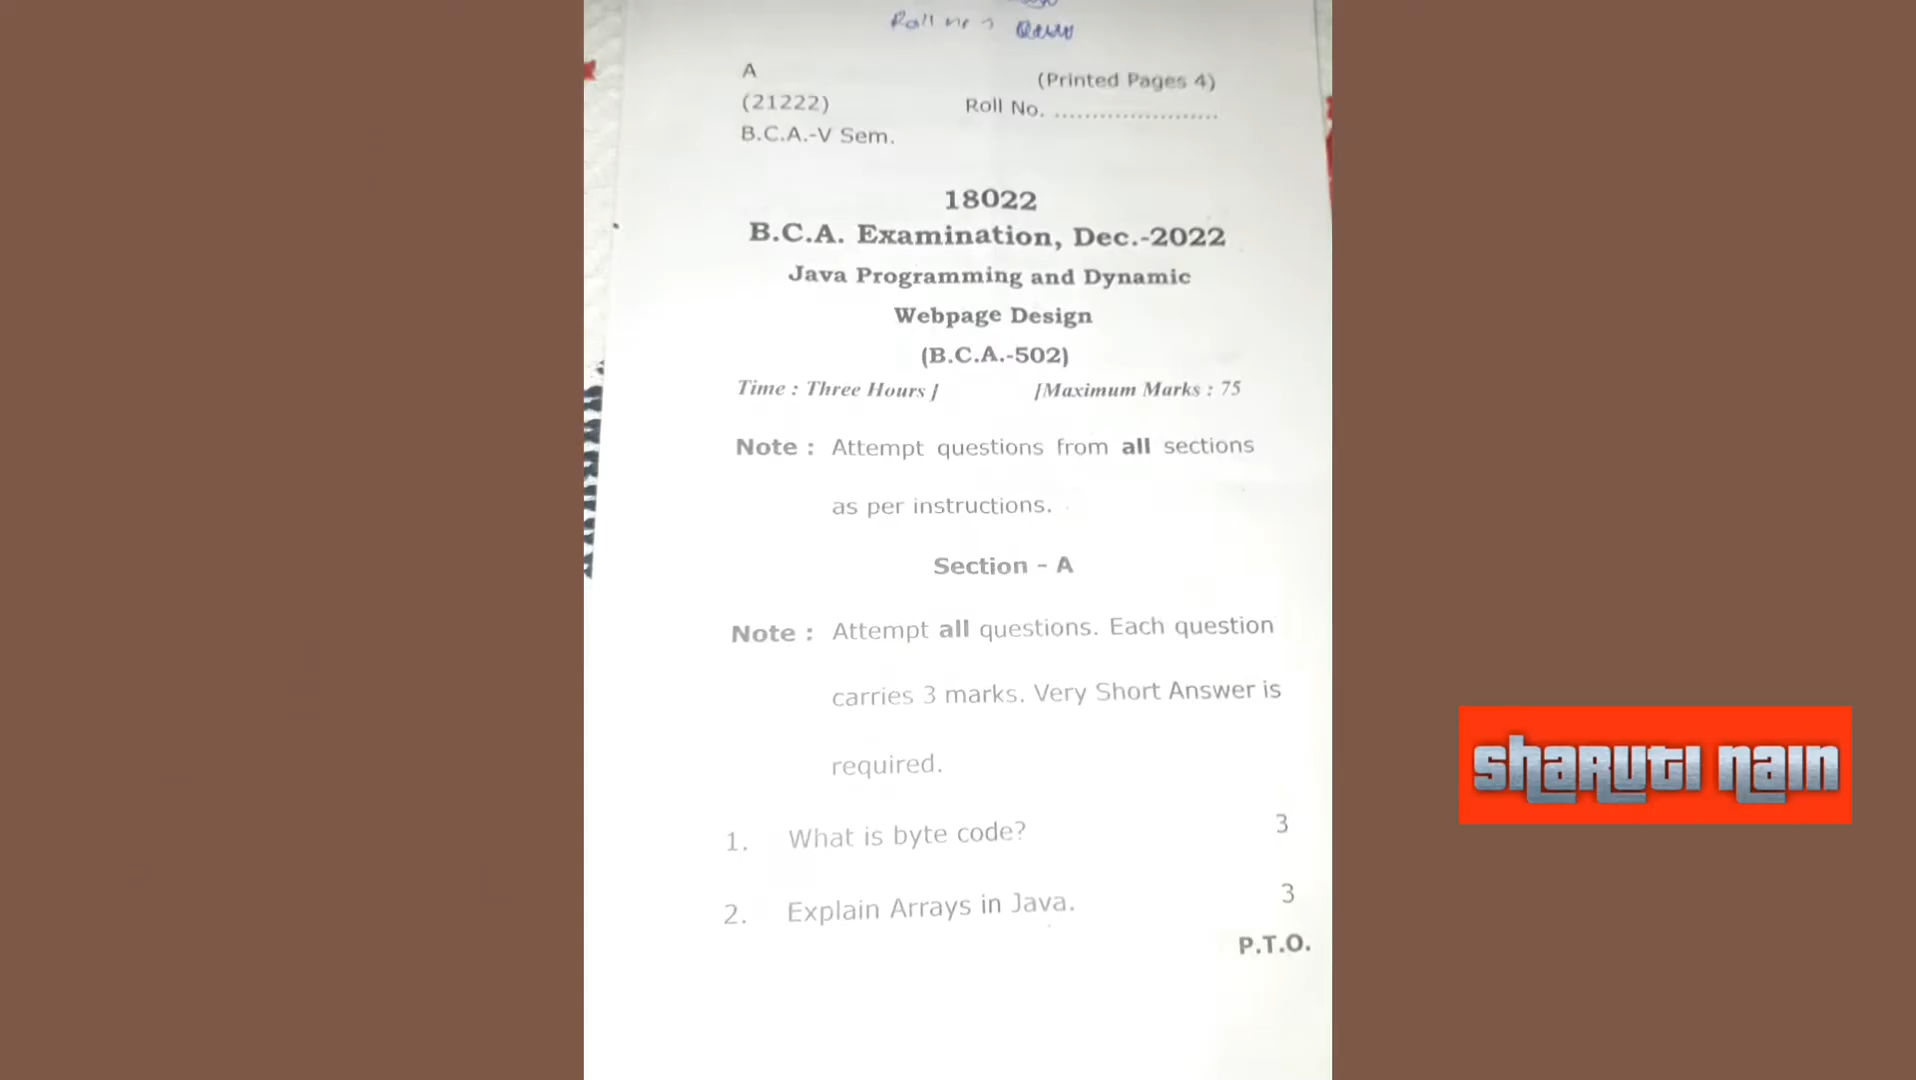 Roll no
A
(Printed Pages 4)
(21222)
Roll No. ......................
B.C.A.-V Sem.
18022
B.C.A. Examination, Dec.-2022
Java Programming and Dynamic
Webpage Design
(B.C.A.-502)
Time : Three Hours ]
[Maximum Marks : 75
Note : Attempt questions from all sections
as per instructions.
Section - A
Note : Attempt all questions. Each question
carries 3 marks. Very Short Answer is
required.
1. What is byte code? 3
2. Explain Arrays in Java. 3
P.T.O.
SHARUTI NAIN